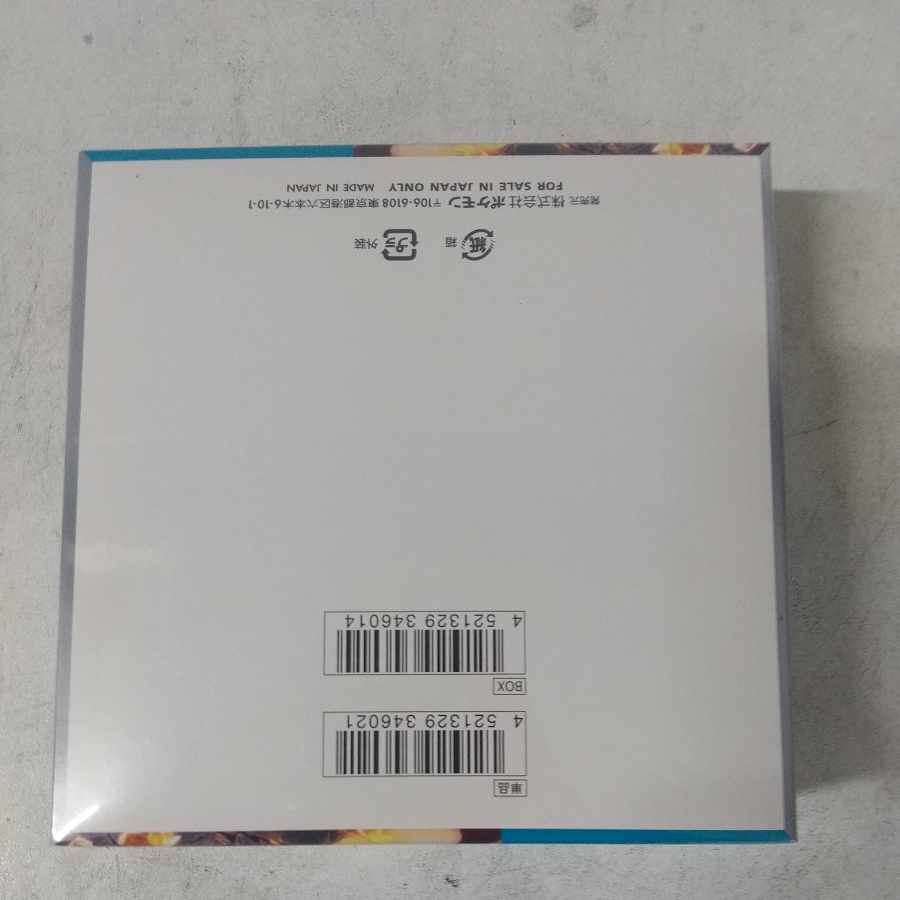 単品
4 521329 346021
BOX
4 521329 346014
紙 箱 プラ 外装
発売元 株式会社ポケモン 〒106-6108 東京都港区六本木6-10-1
FOR SALE IN JAPAN ONLY MADE IN JAPAN